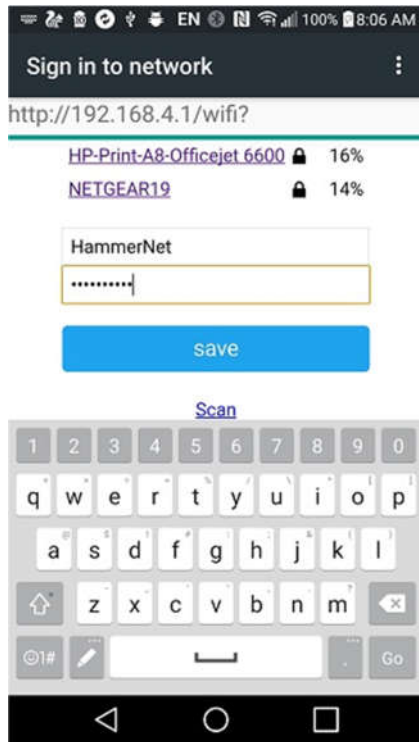 EN 100% 8:06 AM
Sign in to network
http://192.168.4.1/wifi?
HP-Print-A8-Officejet 6600 16%
NETGEAR19 14%
HammerNet
••••••••••
save
Scan
1 2 3 4 5 6 7 8 9 0
q w e r t y u i o p
a s d f g h j k l
z x c v b n m
☺1# . Go